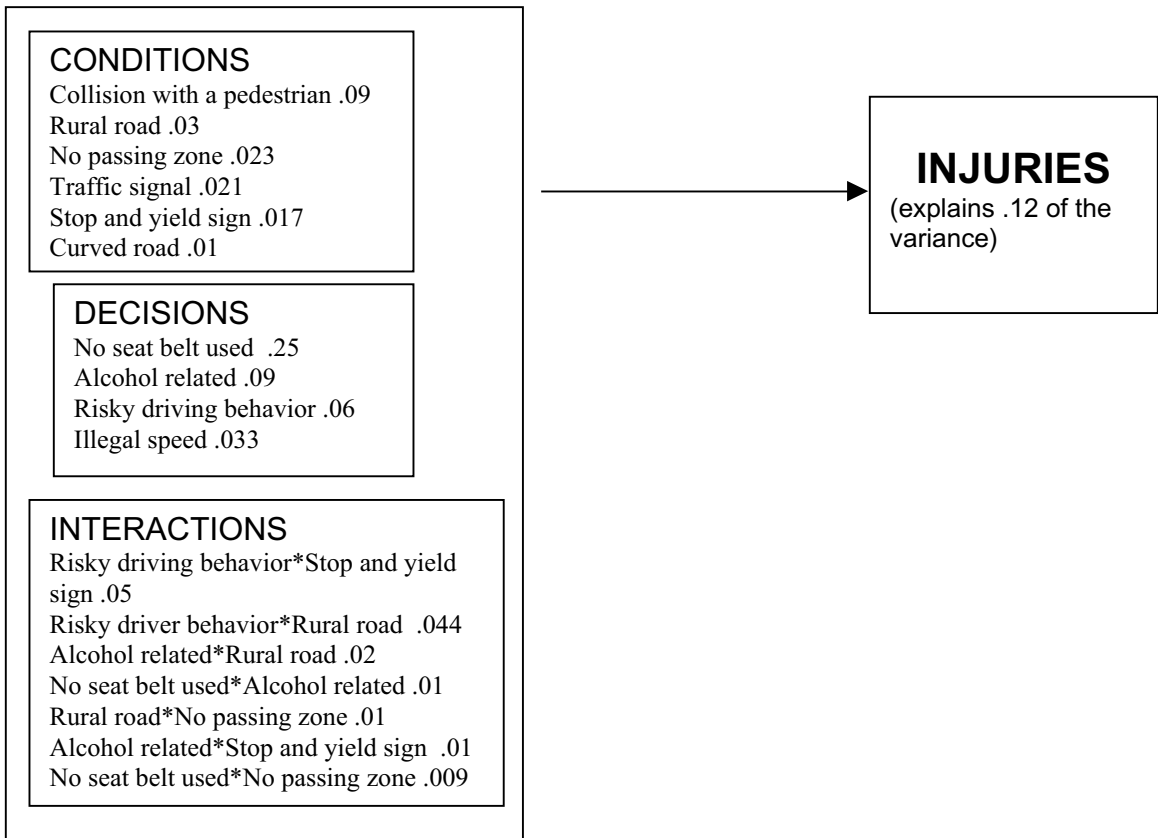 CONDITIONS
Collision with a pedestrian .09
Rural road .03
No passing zone .023
Traffic signal .021
Stop and yield sign .017
Curved road .01
DECISIONS
No seat belt used .25
Alcohol related .09
Risky driving behavior .06
Illegal speed .033
INTERACTIONS
Risky driving behavior*Stop and yield
sign .05
Risky driver behavior*Rural road .044
Alcohol related*Rural road .02
No seat belt used*Alcohol related .01
Rural road*No passing zone .01
Alcohol related*Stop and yield sign .01
No seat belt used*No passing zone .009
INJURIES
(explains .12 of the
variance)